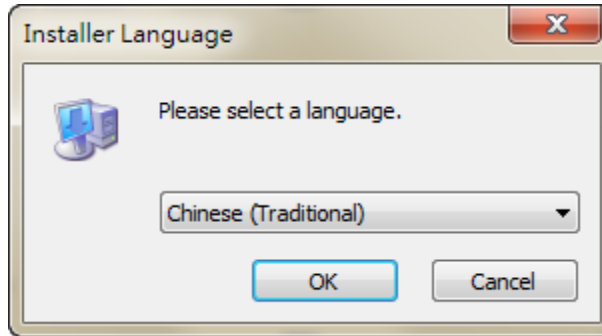 Installer Language
Please select a language.
Chinese (Traditional)
OK
Cancel